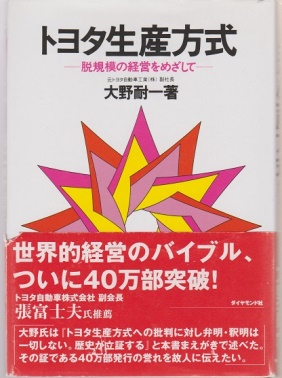 トヨタ生産方式
──脱規模の経営をめざして──
元トヨタ自動車工業(株) 副社長
大野耐一著
世界的経営のバイブル、
ついに40万部突破!
トヨタ自動車株式会社 副会長
張富士夫氏推薦
ダイヤモンド社
「大野氏は『トヨタ生産方式への批判に対し弁明・釈明は
一切しない。歴史が立証する』と本書まえがきで述べた。
その証である40万部発行の誉れを故人に伝えたい。」